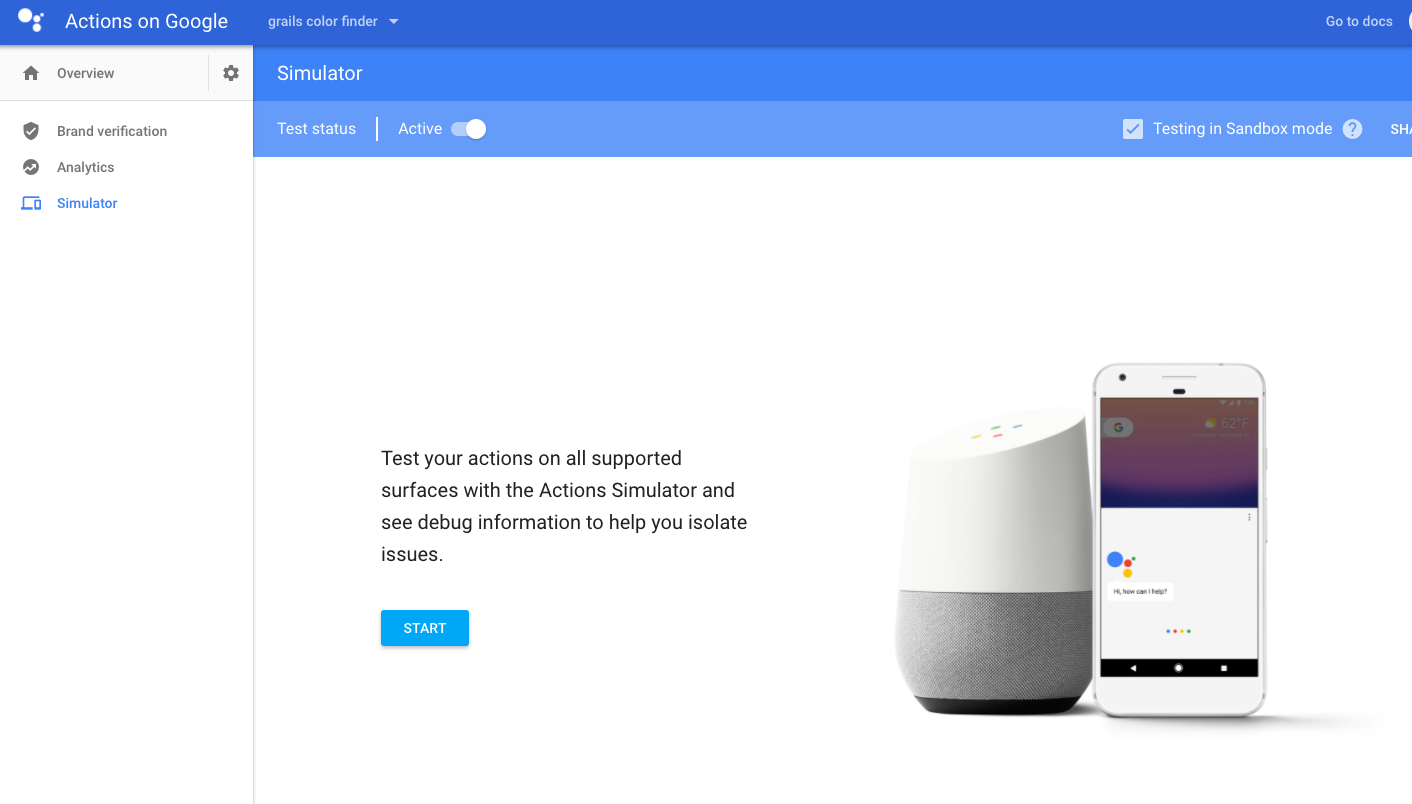 Actions on Google
grails color finder
Go to docs
Overview
Simulator
Brand verification
Analytics
Simulator
Test status
Active
Testing in Sandbox mode
?
SHA
62°F
G
Test your actions on all supported
surfaces with the Actions Simulator and
see debug information to help you isolate
issues.
START
Hi, how can I help?